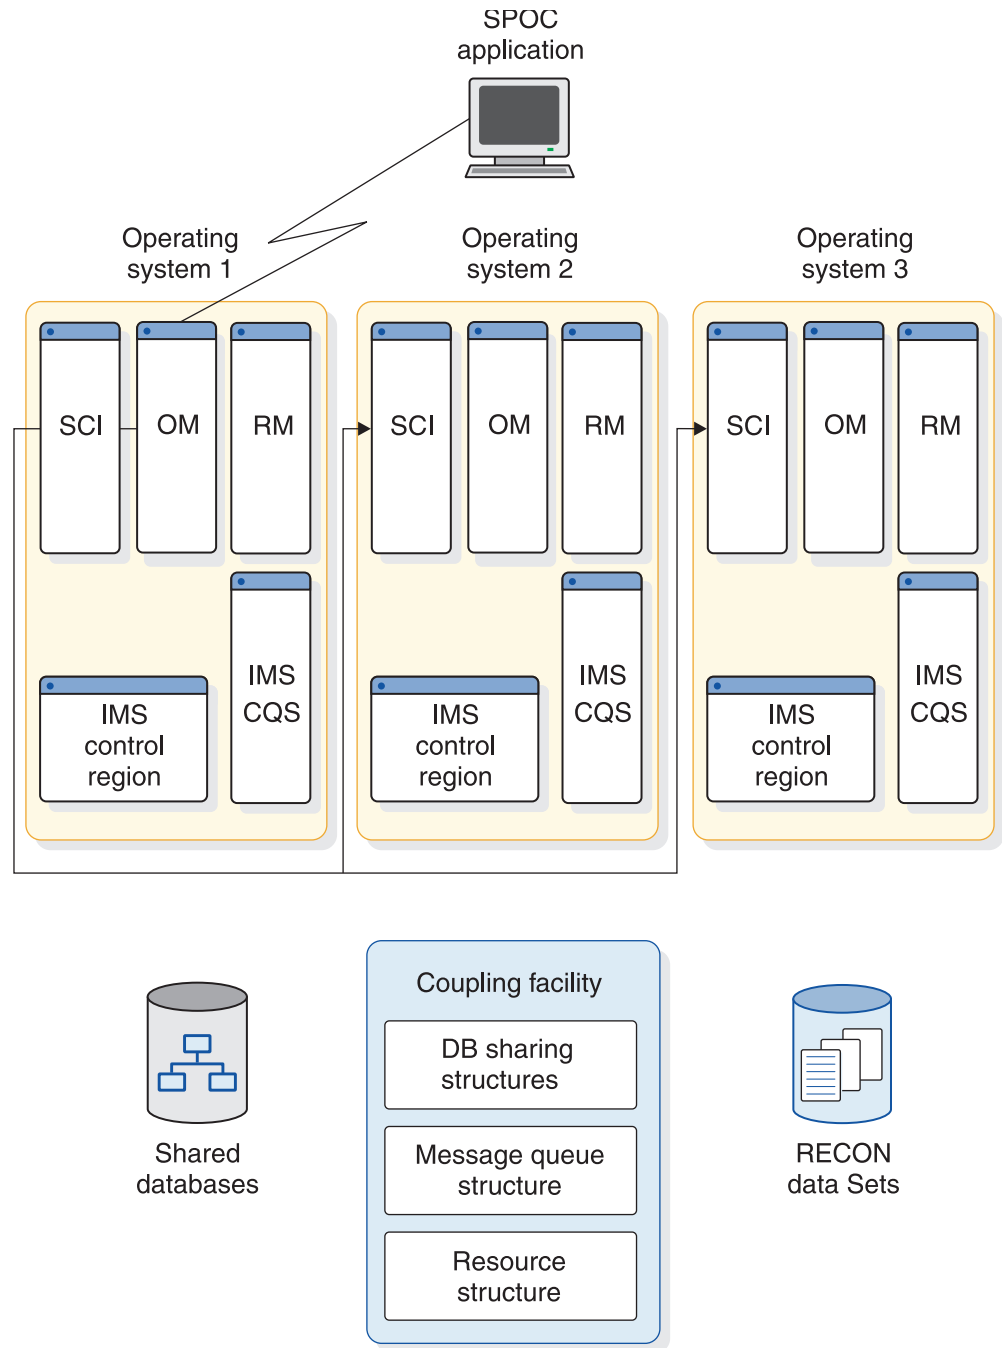 SPOC
application
Operating
system 1
Operating
system 2
Operating
system 3
SCI
OM
RM
SCI
OM
RM
SCI
OM
RM
IMS
CQS
IMS
control
region
IMS
CQS
IMS
control
region
IMS
CQS
IMS
control
region
Coupling facility
DB sharing
structures
Message queue
structure
Resource
structure
Shared
databases
RECON
data Sets